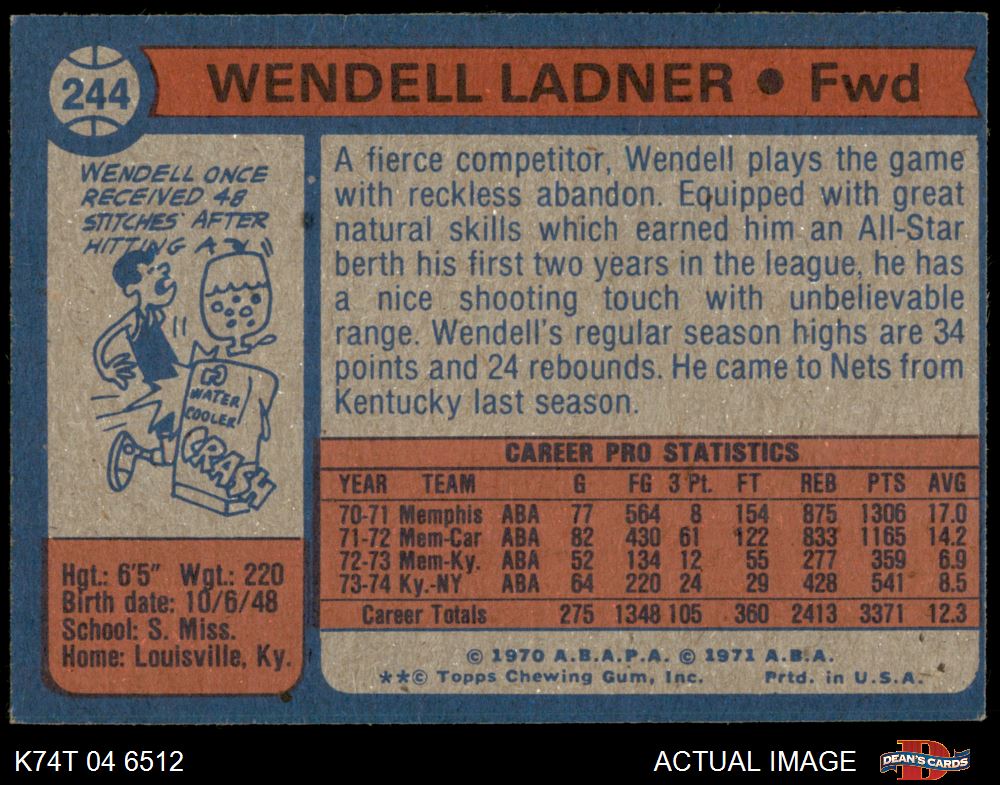 244
WENDELL LADNER • Fwd
WENDELL ONCE
RECEIVED 48
STITCHES AFTER
HITTING A
WATER
COOLER
CRASH
Hgt.: 6'5" Wgt.: 220
Birth date: 10/6/48
School: S. Miss.
Home: Louisville, Ky.
A fierce competitor, Wendell plays the game
with reckless abandon. Equipped with great
natural skills which earned him an All-Star
berth his first two years in the league, he has
a nice shooting touch with unbelievable
range. Wendell's regular season highs are 34
points and 24 rebounds. He came to Nets from
Kentucky last season.
CAREER PRO STATISTICS
YEAR TEAM G FG 3 Pt. FT REB PTS AVG
70-71 Memphis ABA 77 564 8 154 875 1306 17.0
71-72 Mem-Car ABA 82 430 61 122 833 1165 14.2
72-73 Mem-Ky. ABA 52 134 12 55 277 359 6.9
73-74 Ky.-NY ABA 64 220 24 29 428 541 8.5
Career Totals 275 1348 105 360 2413 3371 12.3
© 1970 A.B.A.P.A. © 1971 A.B.A.
**© Topps Chewing Gum, Inc. Prtd. in U.S.A.
K74T 04 6512
ACTUAL IMAGE
D
DEAN'S CARDS